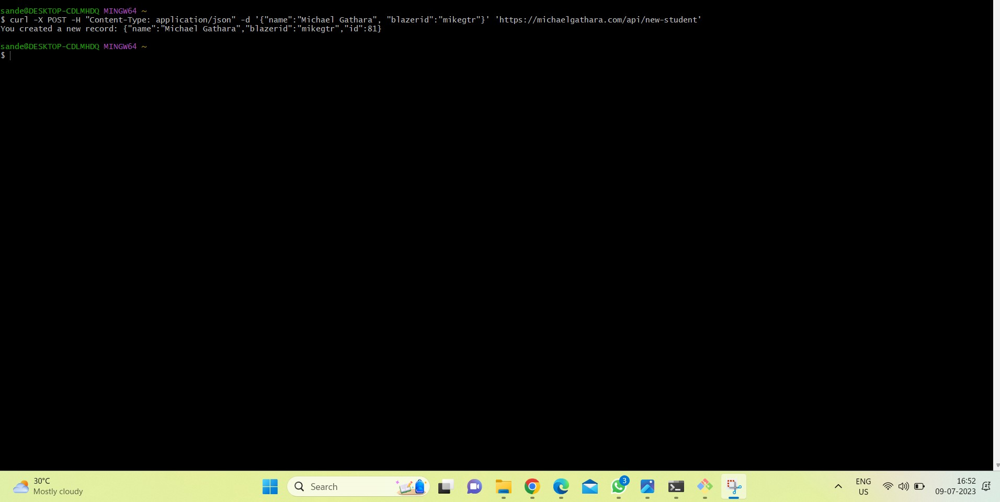 sande@DESKTOP-CDLMHDQ MINGW64 ~
$ curl -X POST -H "Content-Type: application/json" -d '{"name":"Michael Gathara", "blazerid":"mikegtr"}' 'https://michaelgathara.com/api/new-student'
You created a new record: {"name":"Michael Gathara","blazerid":"mikegtr","id":81}
sande@DESKTOP-CDLMHDQ MINGW64 ~
$
30°C
Mostly cloudy
Search
3
ENG
US
16:52
09-07-2023